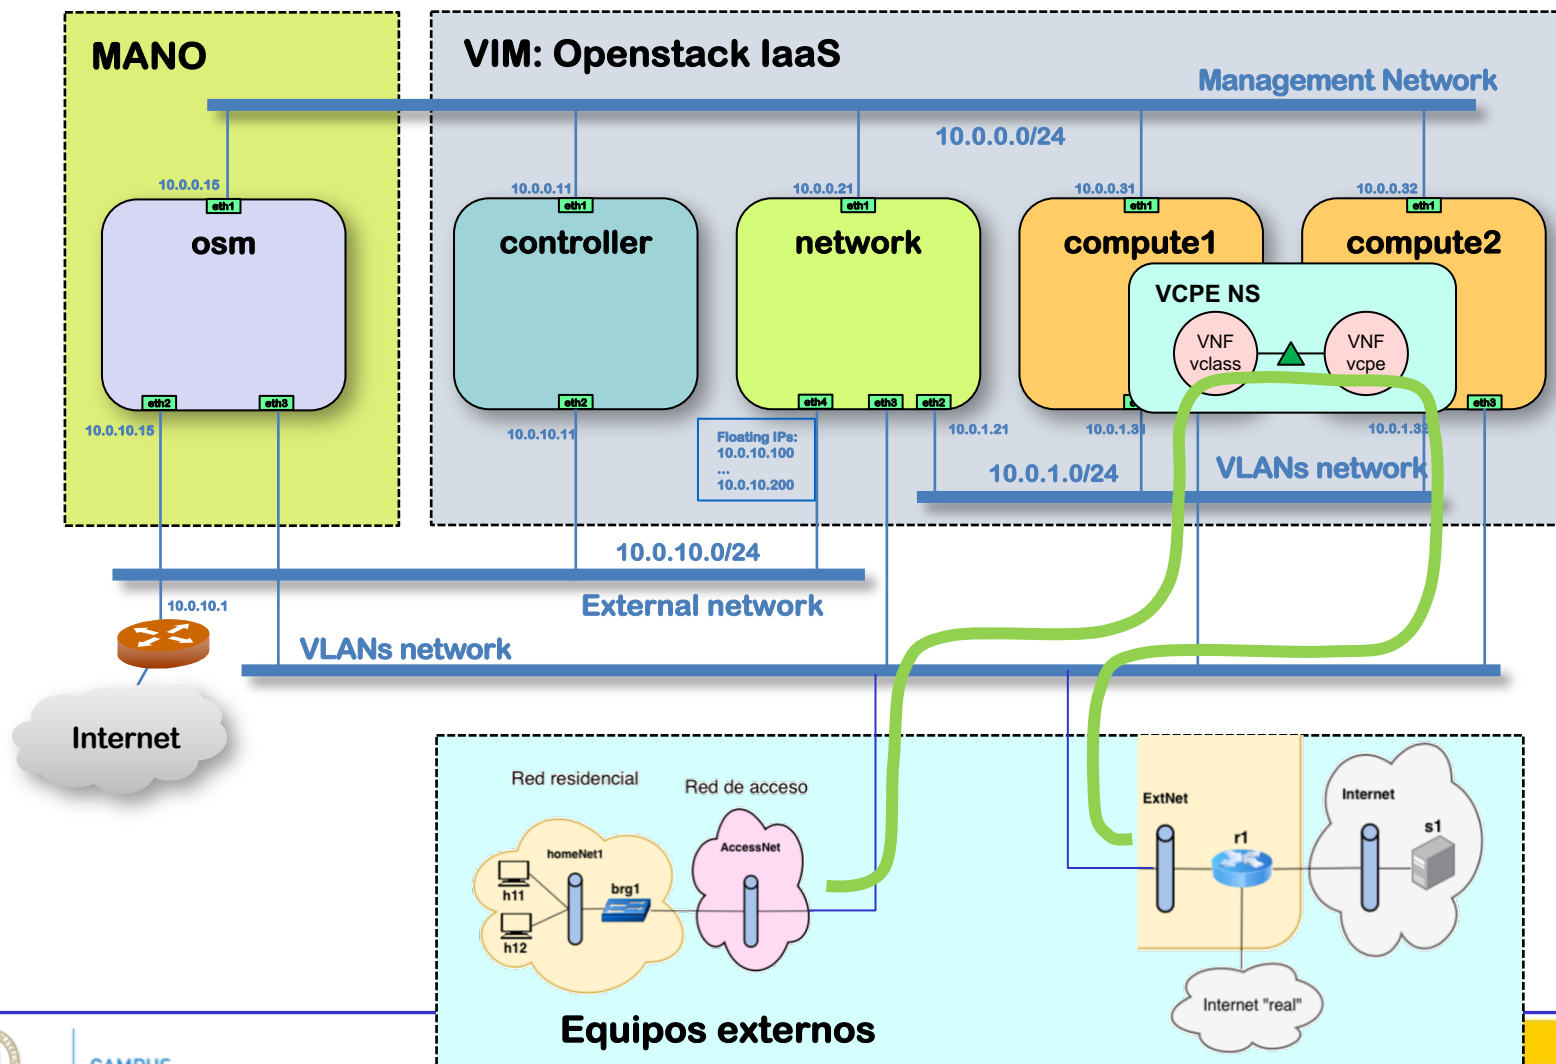 MANO
VIM: Openstack IaaS
Management Network
10.0.0.0/24
10.0.0.15
10.0.0.11
10.0.0.21
10.0.0.31
10.0.0.32
eth1
eth1
eth1
eth1
eth1
osm
controller
network
compute1
compute2
VCPE NS
VNF
vclass
VNF
vcpe
eth2
eth3
eth2
eth4
eth3
eth2
eth3
10.0.10.15
10.0.10.11
Floating IPs:
10.0.10.100
...
10.0.10.200
10.0.1.21
10.0.1.31
10.0.1.32
10.0.1.0/24
VLANs network
10.0.10.0/24
External network
10.0.10.1
VLANs network
Internet
Red residencial
Red de acceso
homeNet1
h11
h12
brg1
AccessNet
ExtNet
r1
Internet
s1
Internet "real"
Equipos externos
CAMPUS